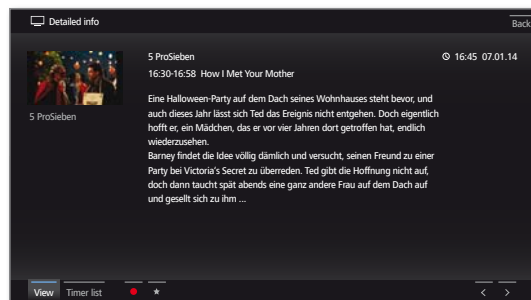 Detailed info
Back
5 ProSieben
16:45 07.01.14
16:30-16:58 How I Met Your Mother
5 ProSieben
Eine Halloween-Party auf dem Dach seines Wohnhauses steht bevor, und
auch dieses Jahr lässt sich Ted das Ereignis nicht entgehen. Doch eigentlich
hofft er, ein Mädchen, das er vor vier Jahren dort getroffen hat, endlich
wiederzusehen.
Barney findet die Idee völlig dämlich und versucht, seinen Freund zu einer
Party bei Victoria's Secret zu überreden. Ted gibt die Hoffnung nicht auf,
doch dann taucht spät abends eine ganz andere Frau auf dem Dach auf
und gesellt sich zu ihm ...
View Timer list